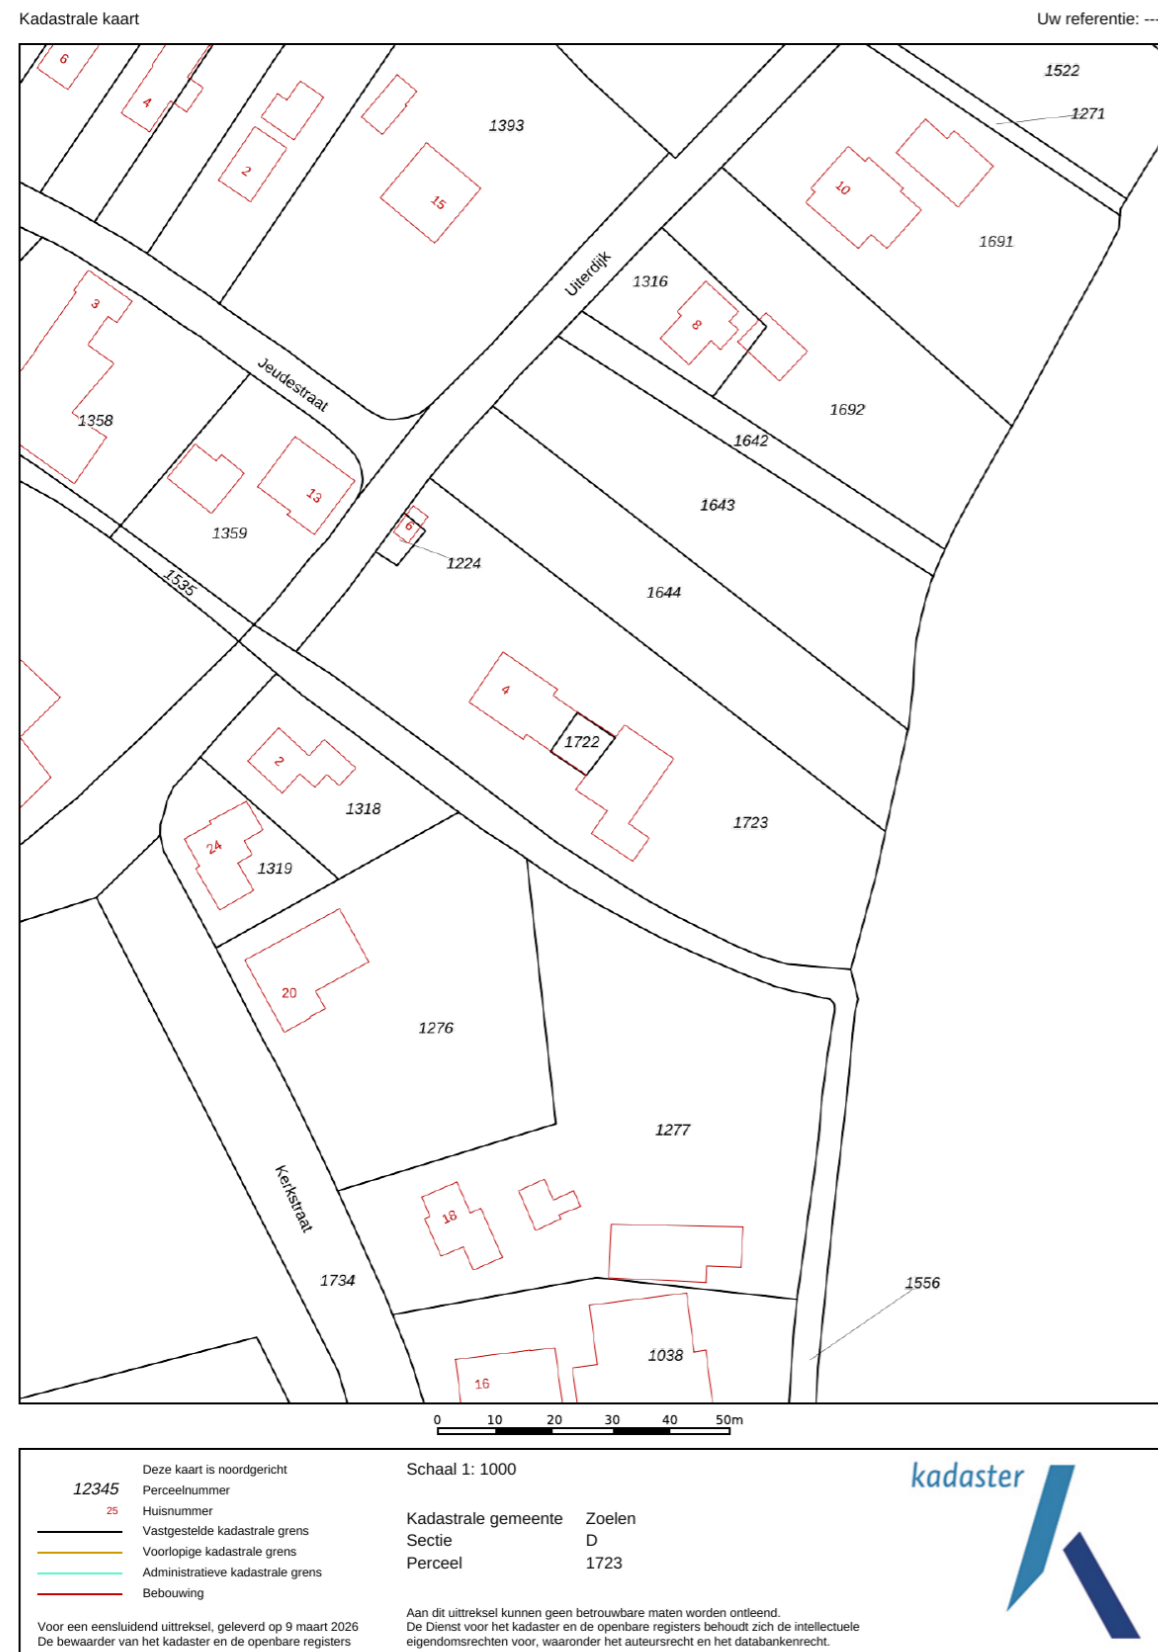 Kadastrale kaart
Uw referentie: ---
6
4
2
15
1393
1522
1271
10
1691
Uiterdijk
1316
8
3
Jeudestraat
1358
1692
1642
13
1643
1359
6
1224
1535
1644
4
1722
2
1318
1723
24
1319
20
1276
1277
Kerkstraat
18
1734
1556
1038
16
0 10 20 30 40 50m
Deze kaart is noordgericht
12345 Perceelnummer
25 Huisnummer
Vastgestelde kadastrale grens
Voorlopige kadastrale grens
Administratieve kadastrale grens
Bebouwing
Voor een eensluidend uittreksel, geleverd op 9 maart 2026
De bewaarder van het kadaster en de openbare registers
Schaal 1: 1000
Kadastrale gemeente Zoelen
Sectie D
Perceel 1723
Aan dit uittreksel kunnen geen betrouwbare maten worden ontleend.
De Dienst voor het kadaster en de openbare registers behoudt zich de intellectuele
eigendomsrechten voor, waaronder het auteursrecht en het databankenrecht.
kadaster